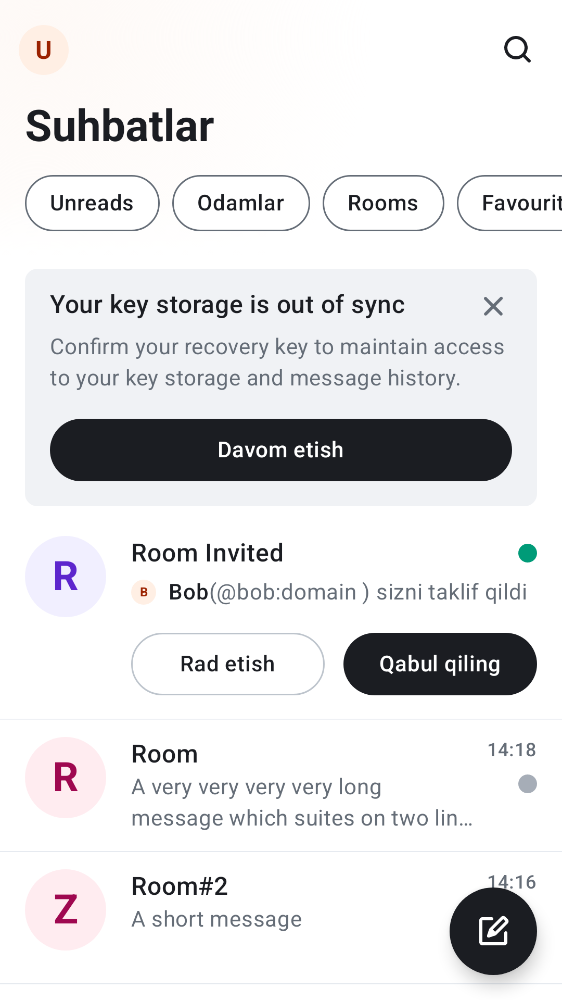 U
Suhbatlar
Unreads Odamlar Rooms Favourit
Your key storage is out of sync
Confirm your recovery key to maintain access
to your key storage and message history.
Davom etish
R
Room Invited
B Bob(@bob:domain ) sizni taklif qildi
Rad etish Qabul qiling
R
Room 14:18
A very very very very long
message which suites on two lin…
Z
Room#2 14:16
A short message